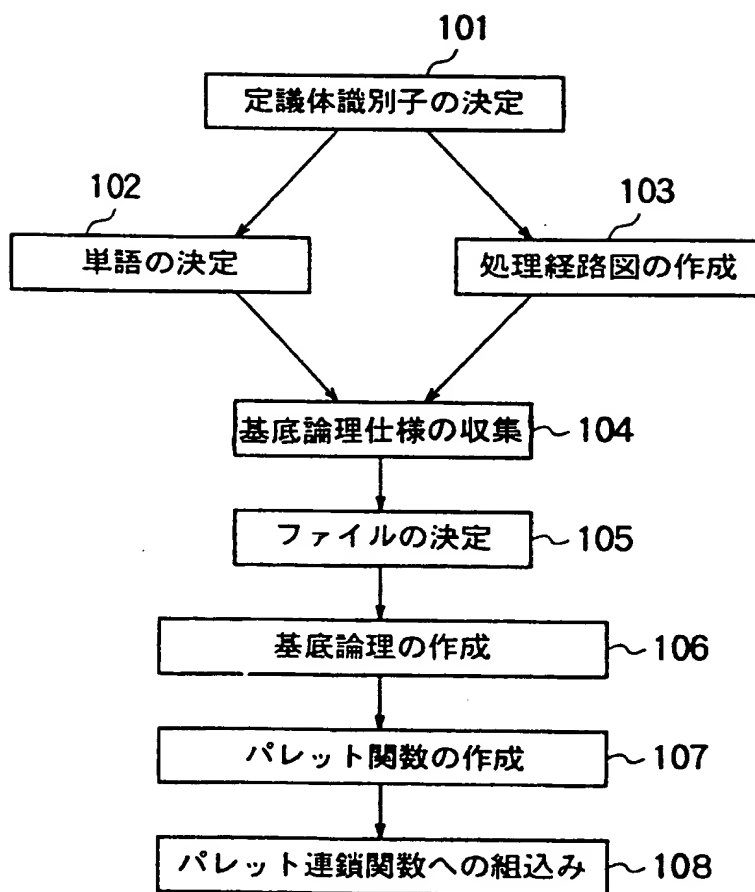 101
定議体識別子の決定
102
単語の決定
103
処理経路図の作成
基底論理仕様の収集
104
ファイルの決定
105
基底論理の作成
106
パレット関数の作成
107
パレット連鎖関数への組込み
108